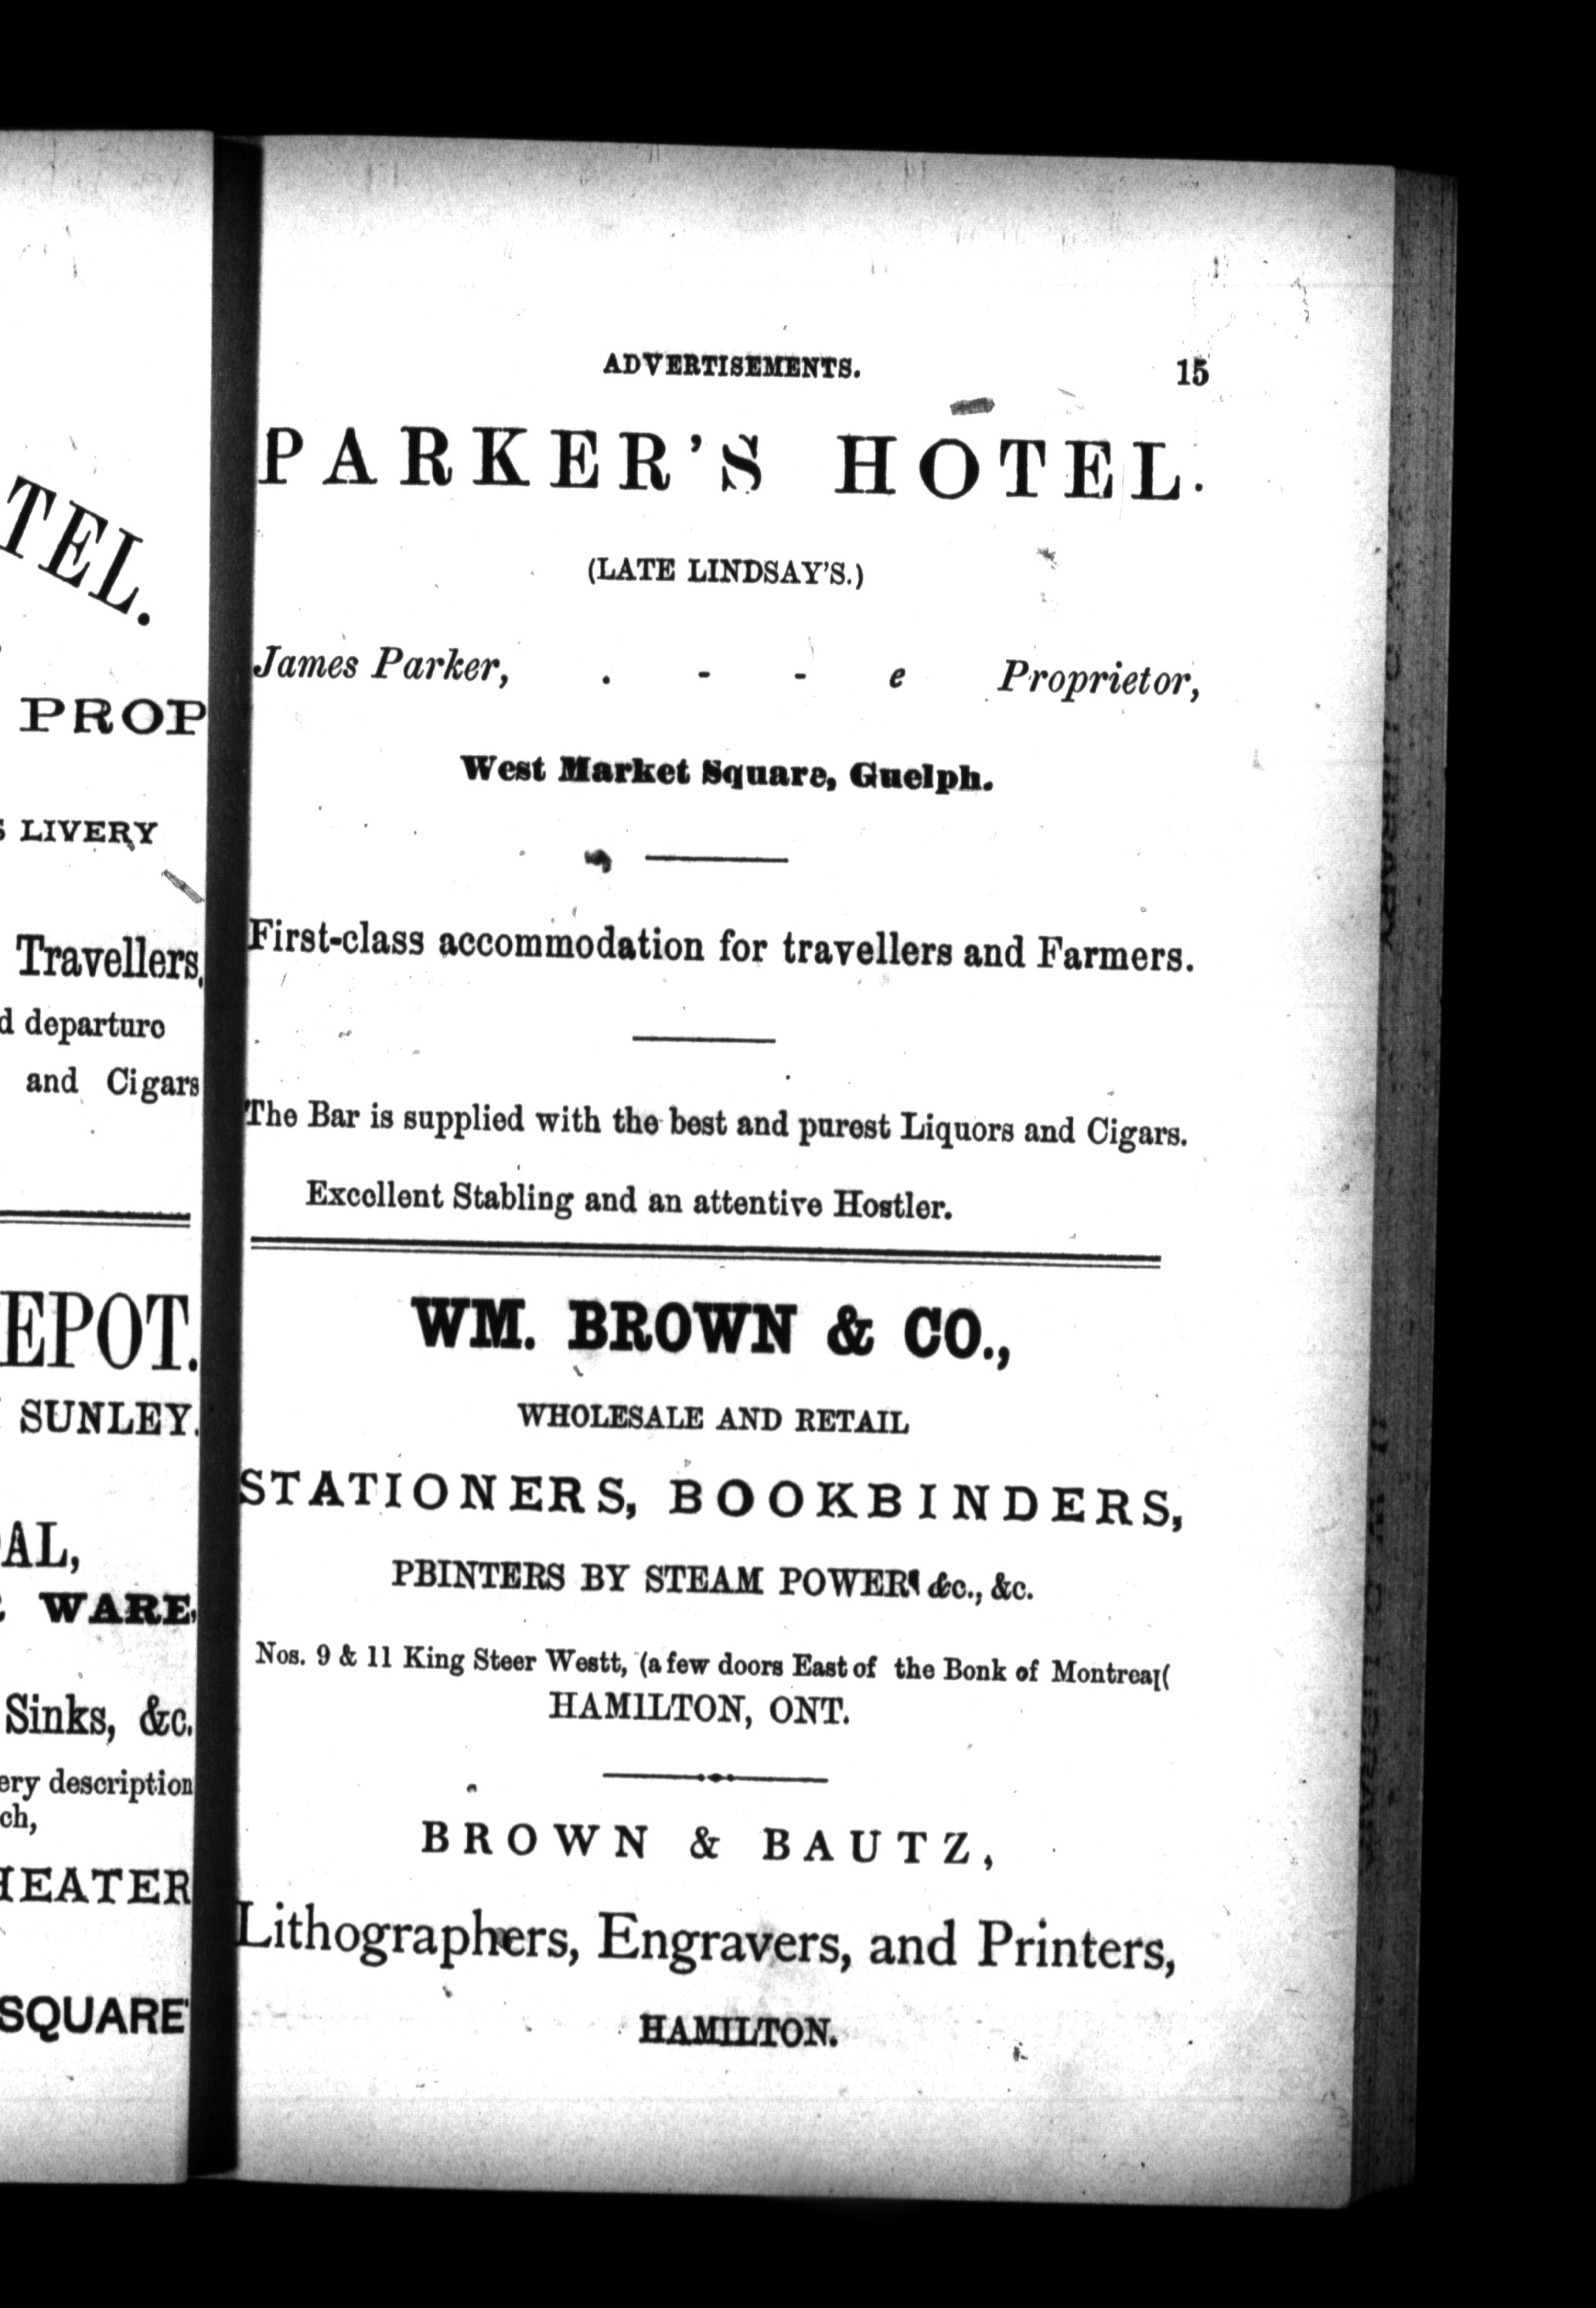 TEL.
PROP
LIVERY
Travellers,
d departure
and Cigars
EPOT.
SUNLEY.
AL,
WARE,
Sinks, &c.
ery description
ch,
HEATER
SQUARE
ADVERTISEMENTS. 15
PARKER'S HOTEL.
(LATE LINDSAY'S.)
James Parker, . - - e Proprietor,
West Market Square, Guelph.
First-class accommodation for travellers and Farmers.
The Bar is supplied with the best and purest Liquors and Cigars.
Excellent Stabling and an attentive Hostler.
WM. BROWN & CO.,
WHOLESALE AND RETAIL
STATIONERS, BOOKBINDERS,
PBINTERS BY STEAM POWER &c., &c.
Nos. 9 & 11 King Steer Westt, (a few doors East of the Bonk of Montreal(
HAMILTON, ONT.
BROWN & BAUTZ,
Lithographers, Engravers, and Printers,
HAMILTON.